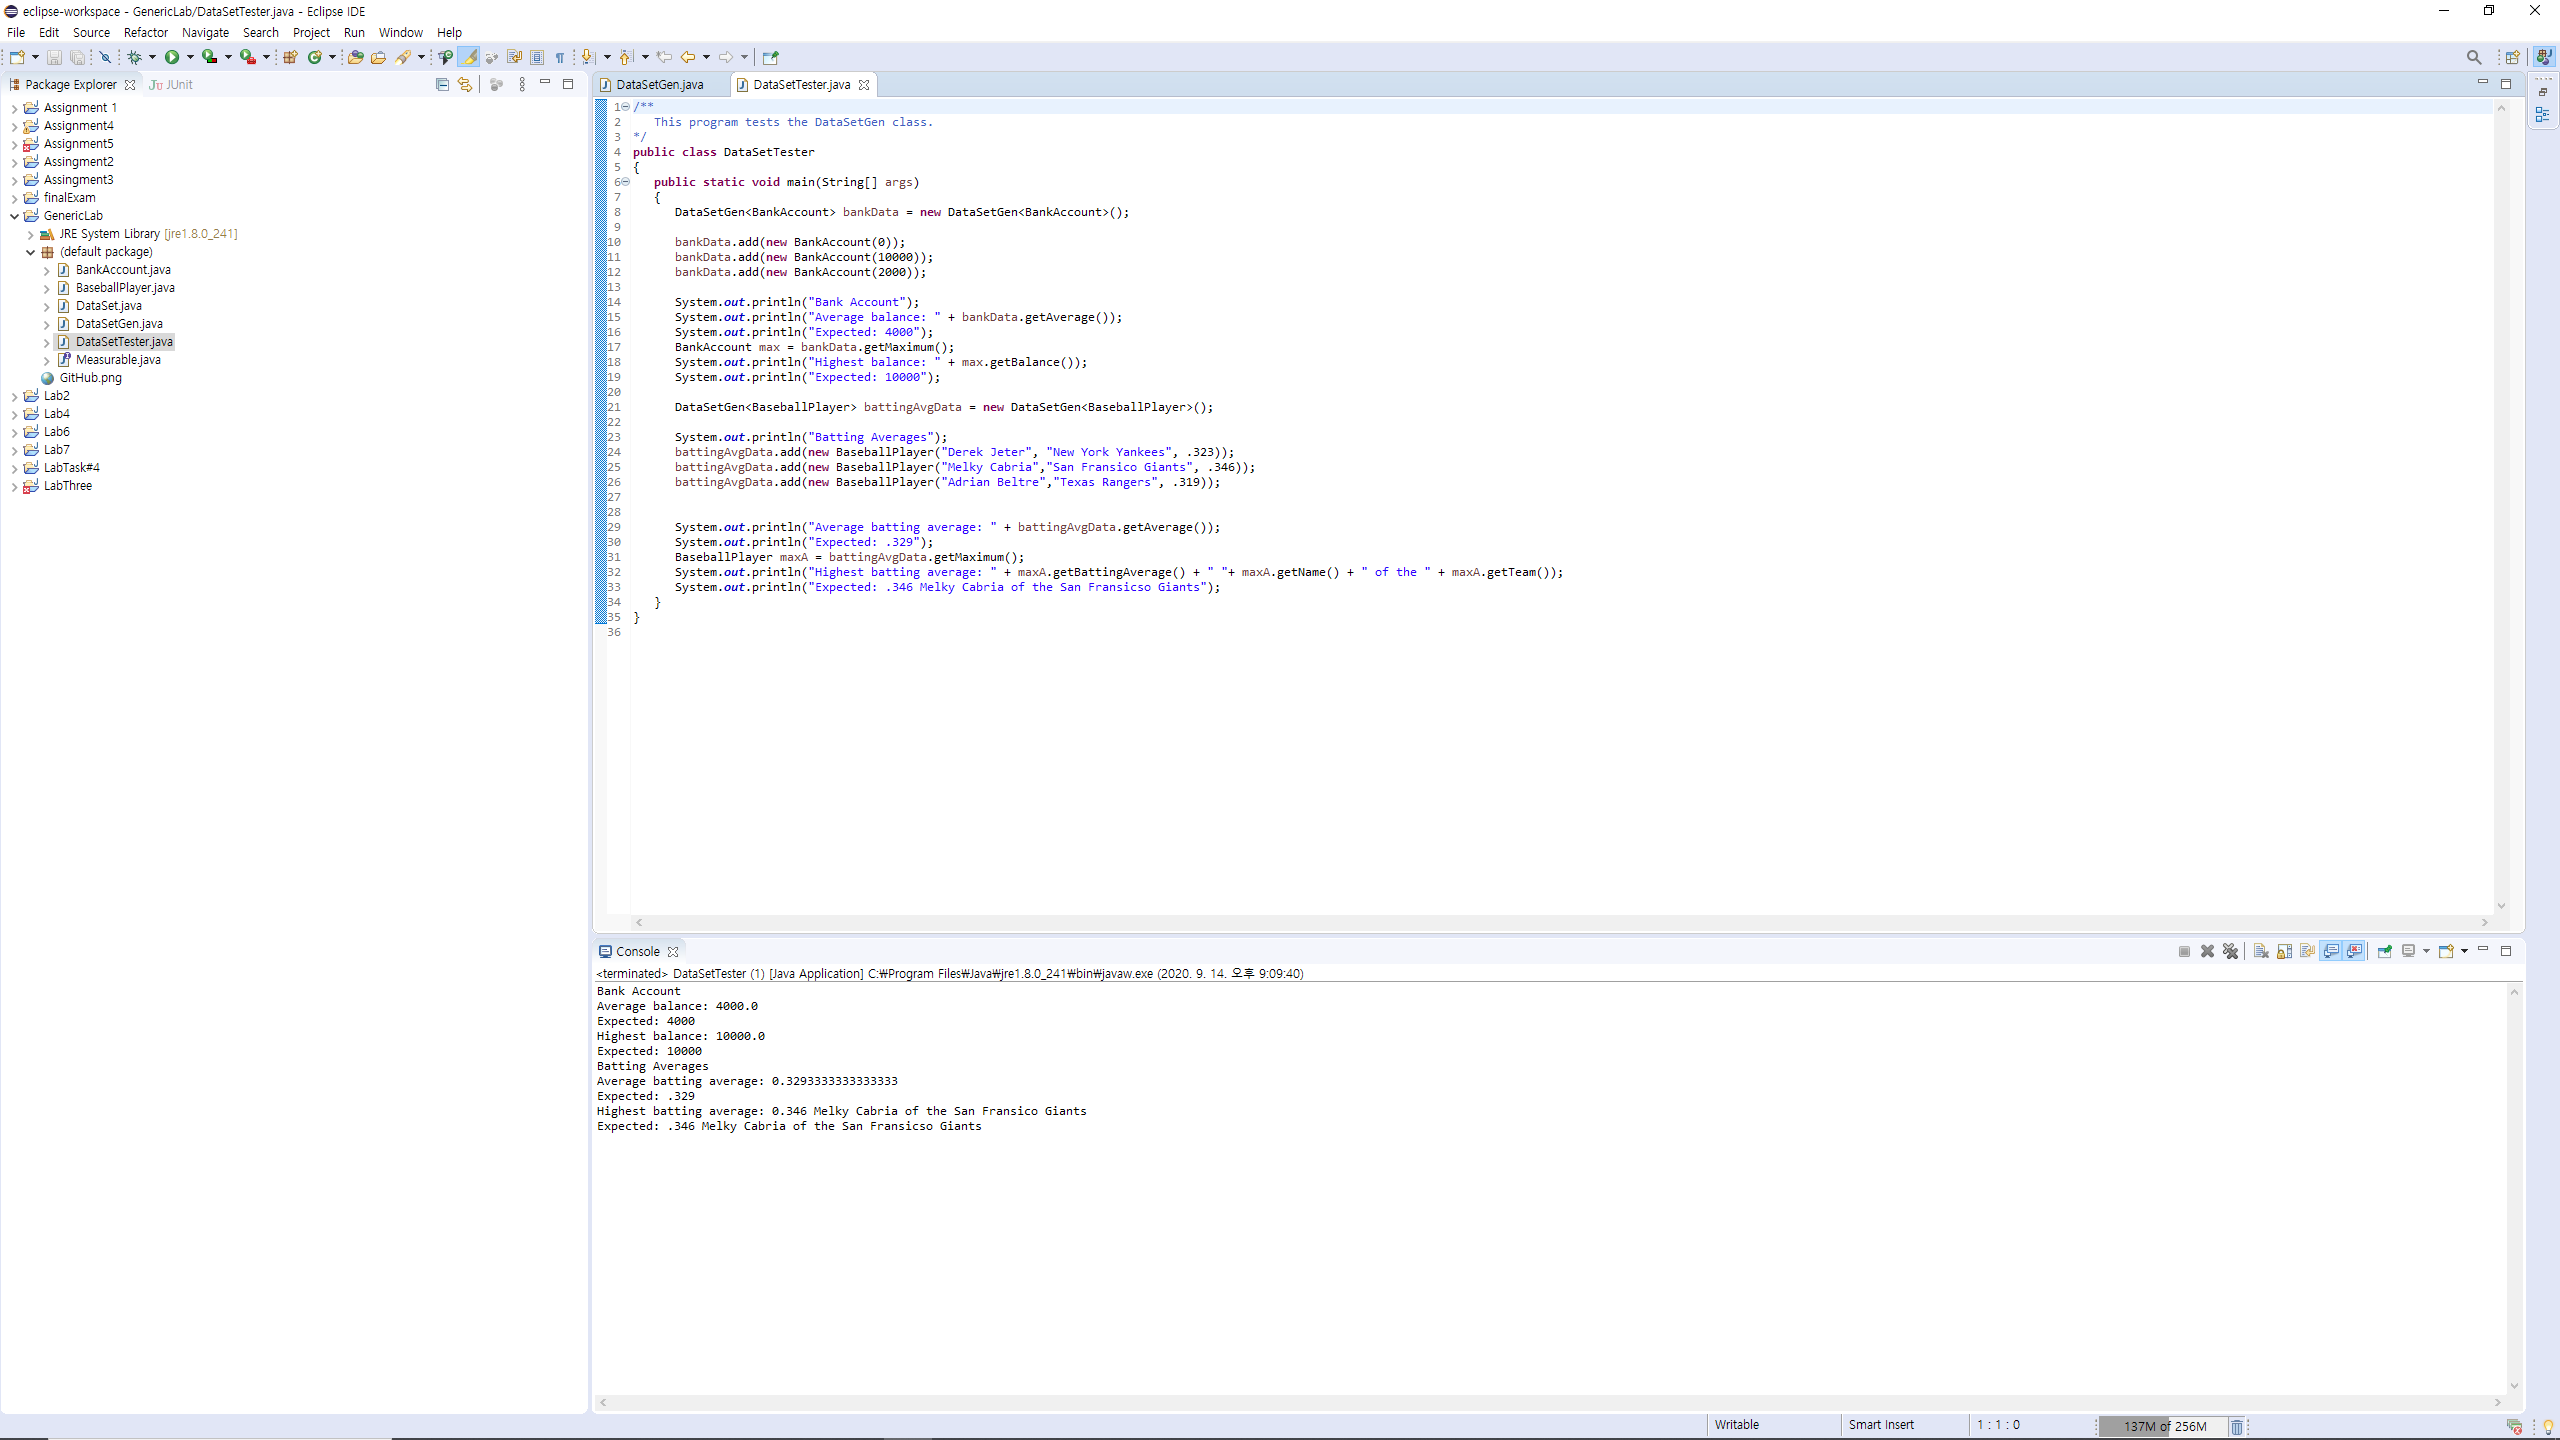 eclipse-workspace - GenericLab/DataSetTester.java - Eclipse IDE
File Edit Source Refactor Navigate Search Project Run Window Help
Package Explorer JUnit
Assignment 1
Assignment4
Assignment5
Assingment2
Assingment3
finalExam
GenericLab
JRE System Library [jre1.8.0_241]
(default package)
BankAccount.java
BaseballPlayer.java
DataSet.java
DataSetGen.java
DataSetTester.java
Measurable.java
GitHub.png
Lab2
Lab4
Lab6
Lab7
LabTask#4
LabThree
DataSetGen.java DataSetTester.java
1 /**
2    This program tests the DataSetGen class.
3 */
4 public class DataSetTester
5 {
6    public static void main(String[] args)
7    {
8       DataSetGen<BankAccount> bankData = new DataSetGen<BankAccount>();
9
10       bankData.add(new BankAccount(0));
11       bankData.add(new BankAccount(10000));
12       bankData.add(new BankAccount(2000));
13
14       System.out.println("Bank Account");
15       System.out.println("Average balance: " + bankData.getAverage());
16       System.out.println("Expected: 4000");
17       BankAccount max = bankData.getMaximum();
18       System.out.println("Highest balance: " + max.getBalance());
19       System.out.println("Expected: 10000");
20
21       DataSetGen<BaseballPlayer> battingAvgData = new DataSetGen<BaseballPlayer>();
22
23       System.out.println("Batting Averages");
24       battingAvgData.add(new BaseballPlayer("Derek Jeter", "New York Yankees", .323));
25       battingAvgData.add(new BaseballPlayer("Melky Cabria","San Fransico Giants", .346));
26       battingAvgData.add(new BaseballPlayer("Adrian Beltre","Texas Rangers", .319));
27
28
29       System.out.println("Average batting average: " + battingAvgData.getAverage());
30       System.out.println("Expected: .329");
31       BaseballPlayer maxA = battingAvgData.getMaximum();
32       System.out.println("Highest batting average: " + maxA.getBattingAverage() + " "+ maxA.getName() + " of the " + maxA.getTeam());
33       System.out.println("Expected: .346 Melky Cabria of the San Fransicso Giants");
34    }
35 }
36
Console
<terminated> DataSetTester (1) [Java Application] C:₩Program Files₩Java₩jre1.8.0_241₩bin₩javaw.exe (2020. 9. 14. 오후 9:09:40)
Bank Account
Average balance: 4000.0
Expected: 4000
Highest balance: 10000.0
Expected: 10000
Batting Averages
Average batting average: 0.3293333333333333
Expected: .329
Highest batting average: 0.346 Melky Cabria of the San Fransico Giants
Expected: .346 Melky Cabria of the San Fransicso Giants
Writable Smart Insert 1 : 1 : 0 137M of 256M